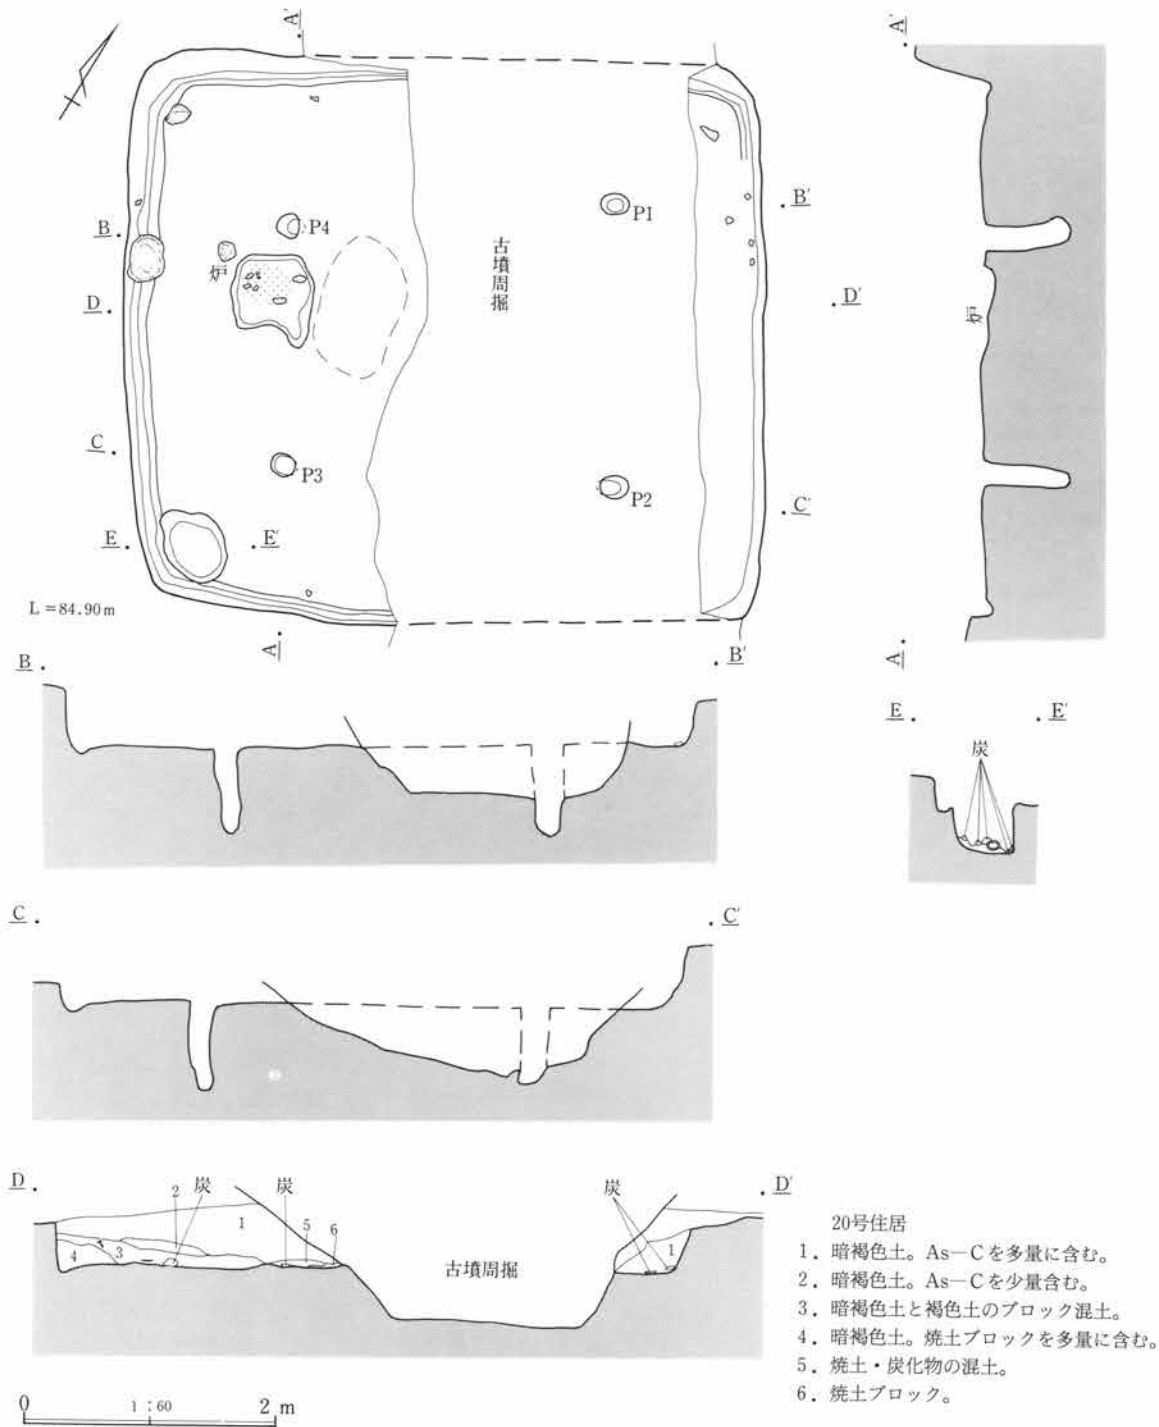 A'
A'
B
B'
P4
P1
炉
古墳周掘
D
D'
炉
C
P3
P2
C'
E
E'
L＝84.90m
A
A
B
B'
E
E'
炭
C
C'
D
2
炭
1
炭
5
6
炭
D'
4
3
1
古墳周掘
20号住居
1．暗褐色土。As－Cを多量に含む。
2．暗褐色土。As－Cを少量含む。
3．暗褐色土と褐色土のブロック混土。
4．暗褐色土。焼土ブロックを多量に含む。
5．焼土・炭化物の混土。
6．焼土ブロック。
0
1：60
2 m